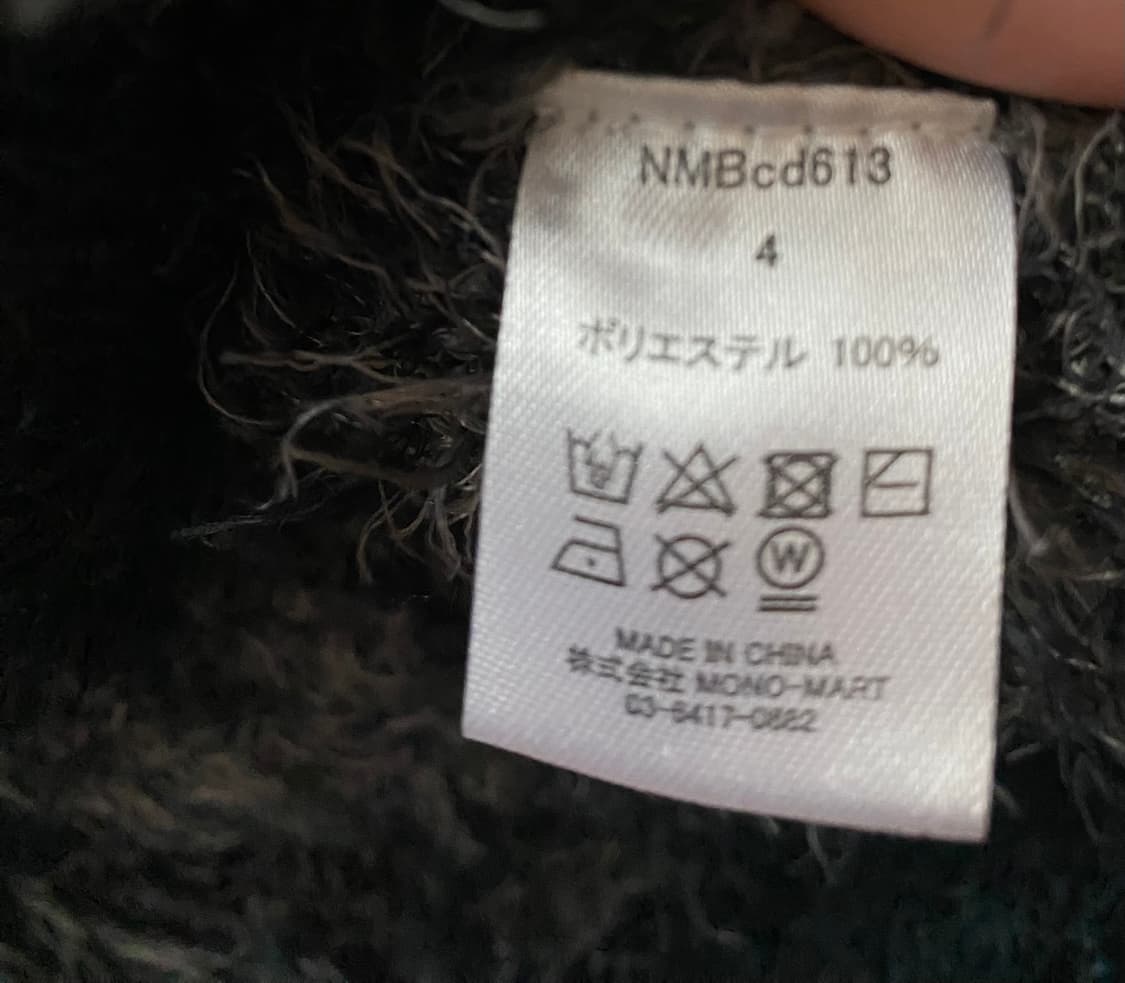 NMBcd613
4
ポリエステル 100%
W
MADE IN CHINA
株式会社 MONO-MART
03-6417-0882